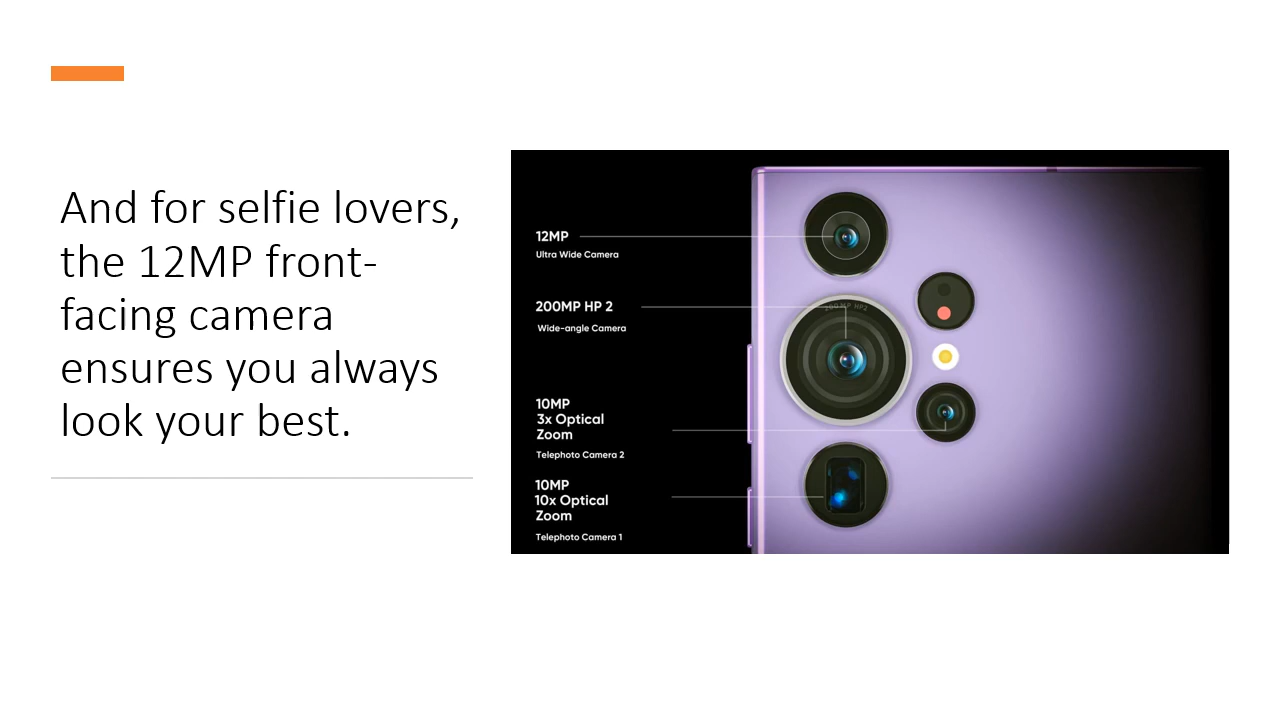 And for selfie lovers,
the 12MP front-
facing camera
ensures you always
look your best.
12MP
Ultra Wide Camera
200MP HP 2
Wide-angle Camera
10MP
3x Optical
Zoom
Telephoto Camera 2
10MP
10x Optical
Zoom
Telephoto Camera 1
200MP HP2